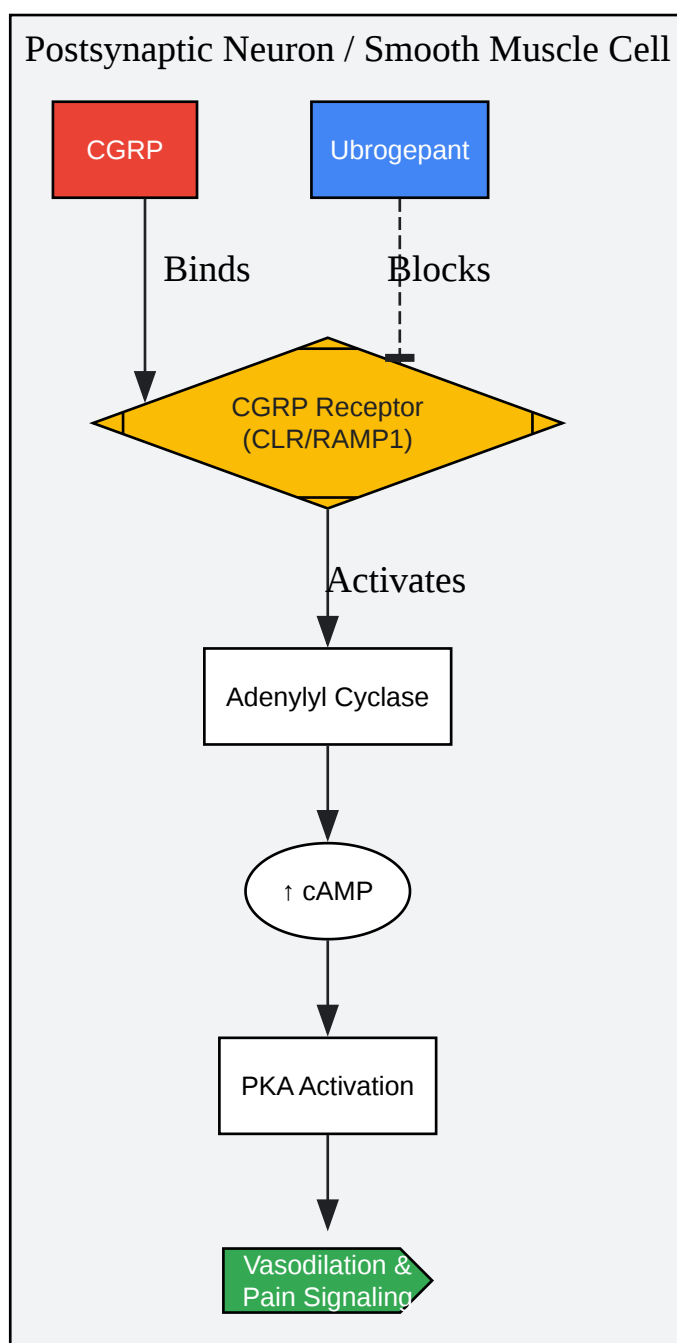 Postsynaptic Neuron / Smooth Muscle Cell
CGRP
Ubrogepant
Binds
Blocks
CGRP Receptor
(CLR/RAMP1)
Activates
Adenylyl Cyclase
↑ cAMP
PKA Activation
Vasodilation &
Pain Signaling